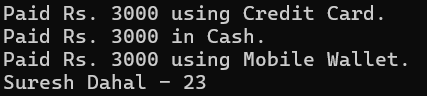 Paid Rs. 3000 using Credit Card.
Paid Rs. 3000 in Cash.
Paid Rs. 3000 using Mobile Wallet.
Suresh Dahal - 23